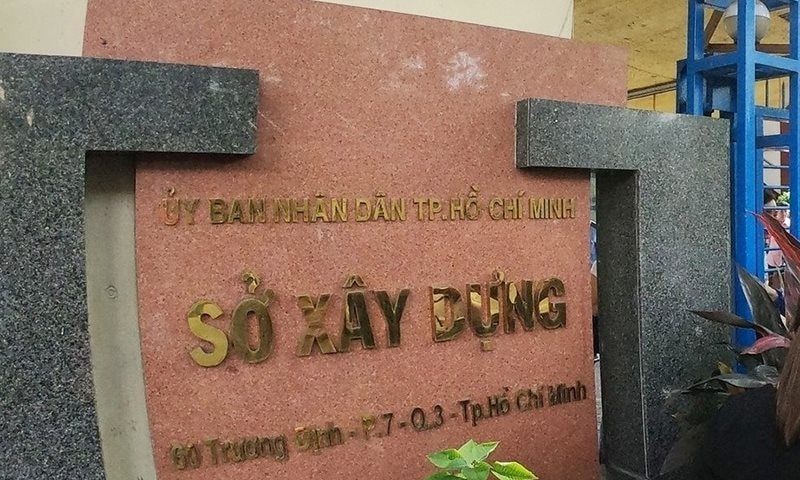 ỦY BAN NHÂN DÂN TP.HỒ CHÍ MINH
SỞ XÂY DỰNG
60 Trương Định - P.7 - Q.3 - Tp.Hồ Chí Minh